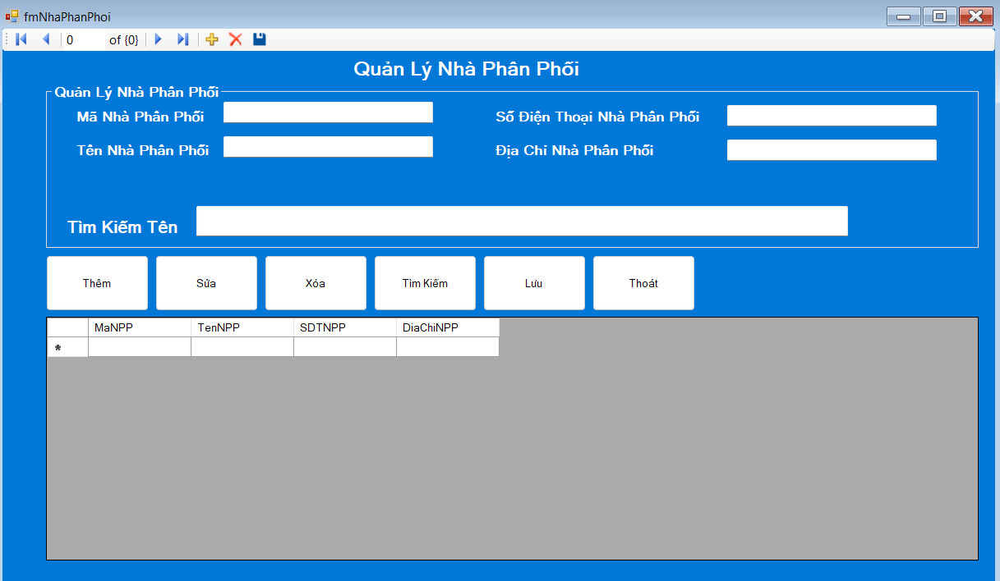 fmNhaPhanPhoi
0 of {0}
Quản Lý Nhà Phân Phối
Quản Lý Nhà Phân Phối
Mã Nhà Phân Phối
Số Điện Thoại Nhà Phân Phối
Tên Nhà Phân Phối
Địa Chỉ Nhà Phân Phối
Tìm Kiếm Tên
Thêm Sửa Xóa Tìm Kiếm Lưu Thoát
MaNPP TenNPP SDTNPP DiaChiNPP
*